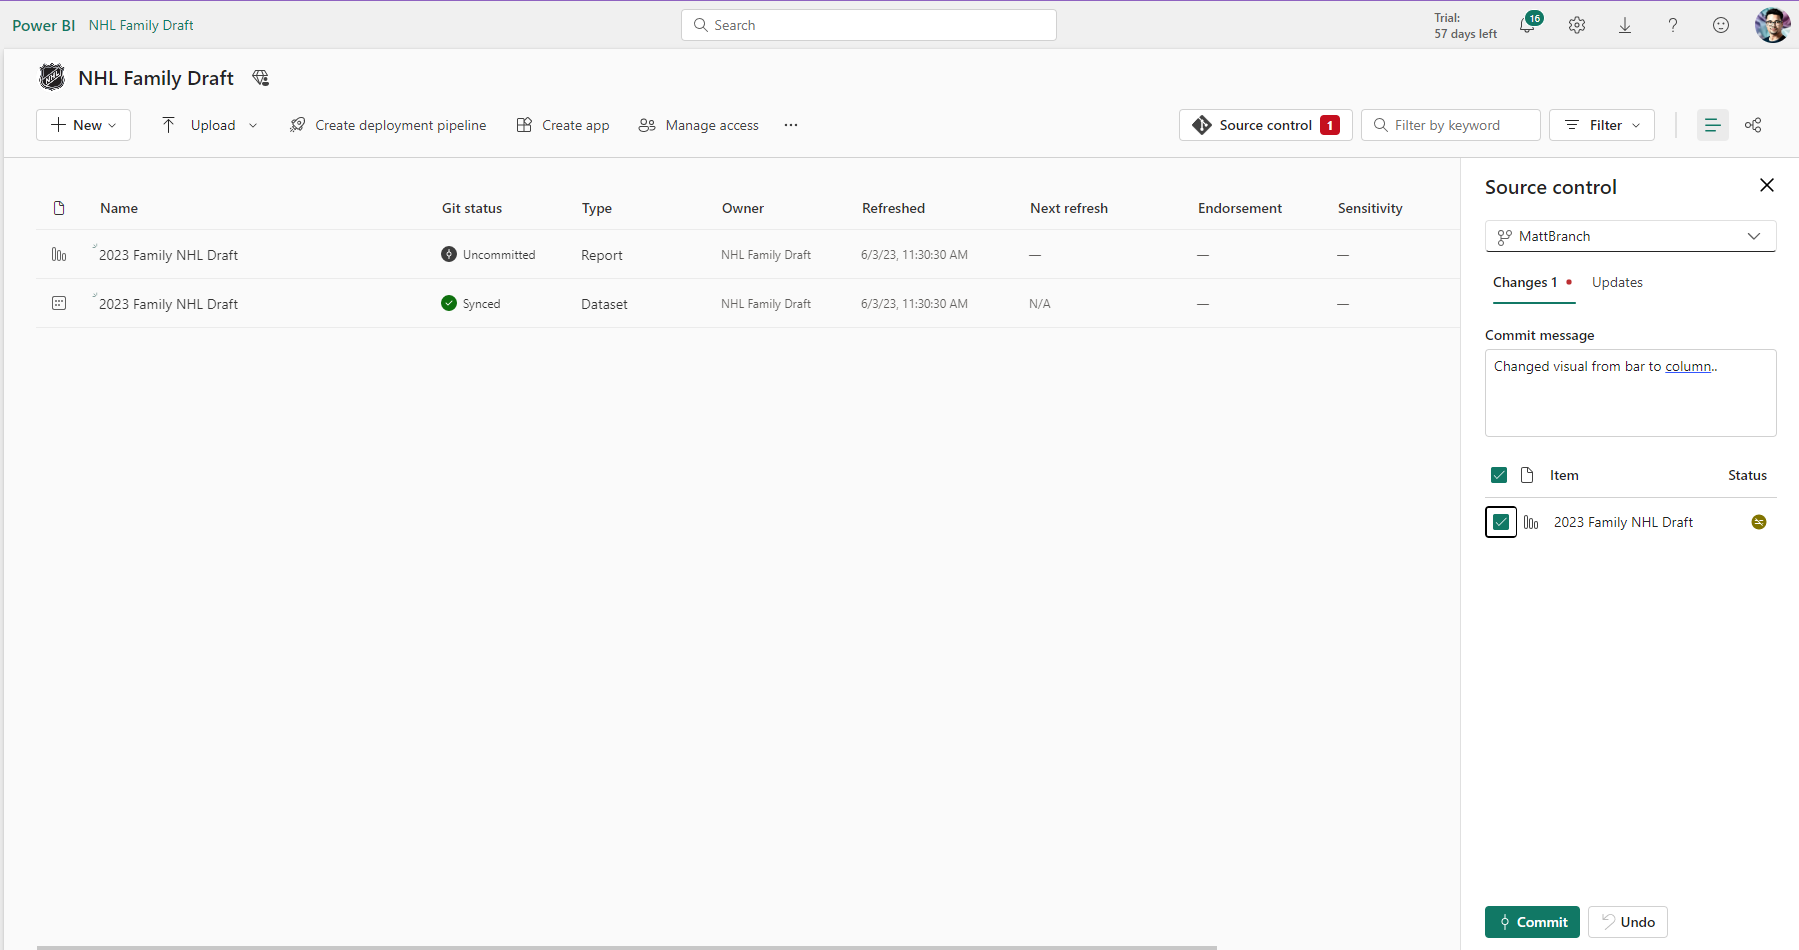 Power BI NHL Family Draft Search Trial: 16
57 days left
NHL Family Draft
New Upload Create deployment pipeline Create app Manage access ... Source control 1 Filter by keyword Filter
Source control
MattBranch
Changes 1 Updates
Commit message
Changed visual from bar to column..
Item Status
2023 Family NHL Draft
Commit Undo
Name Git status Type Owner Refreshed Next refresh Endorsement Sensitivity
2023 Family NHL Draft Uncommitted Report NHL Family Draft 6/3/23, 11:30:30 AM — — —
2023 Family NHL Draft Synced Dataset NHL Family Draft 6/3/23, 11:30:30 AM N/A — —